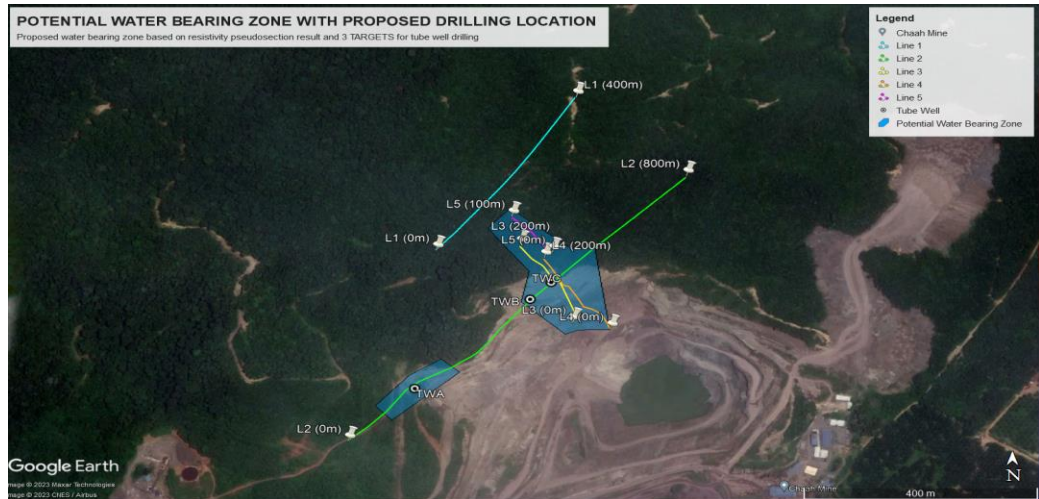 POTENTIAL WATER BEARING ZONE WITH PROPOSED DRILLING LOCATION
Proposed water bearing zone based on resistivity pseudosection result and 3 TARGETS for tube well drilling
Legend
Chaah Mine
Line 1
Line 2
Line 3
Line 4
Line 5
Tube Well
Potential Water Bearing Zone
L1 (400m)
L2 (800m)
L5 (100m)
L3 (200m)
L1 (0m)
L5 (0m)
L4 (200m)
TWC
TWB
L3 (0m)
L4 (0m)
TWA
L2 (0m)
Google Earth
mage © 2023 Maxar Technologies
mage © 2023 CNES / Airbus
Chaah Mine
400 m
N